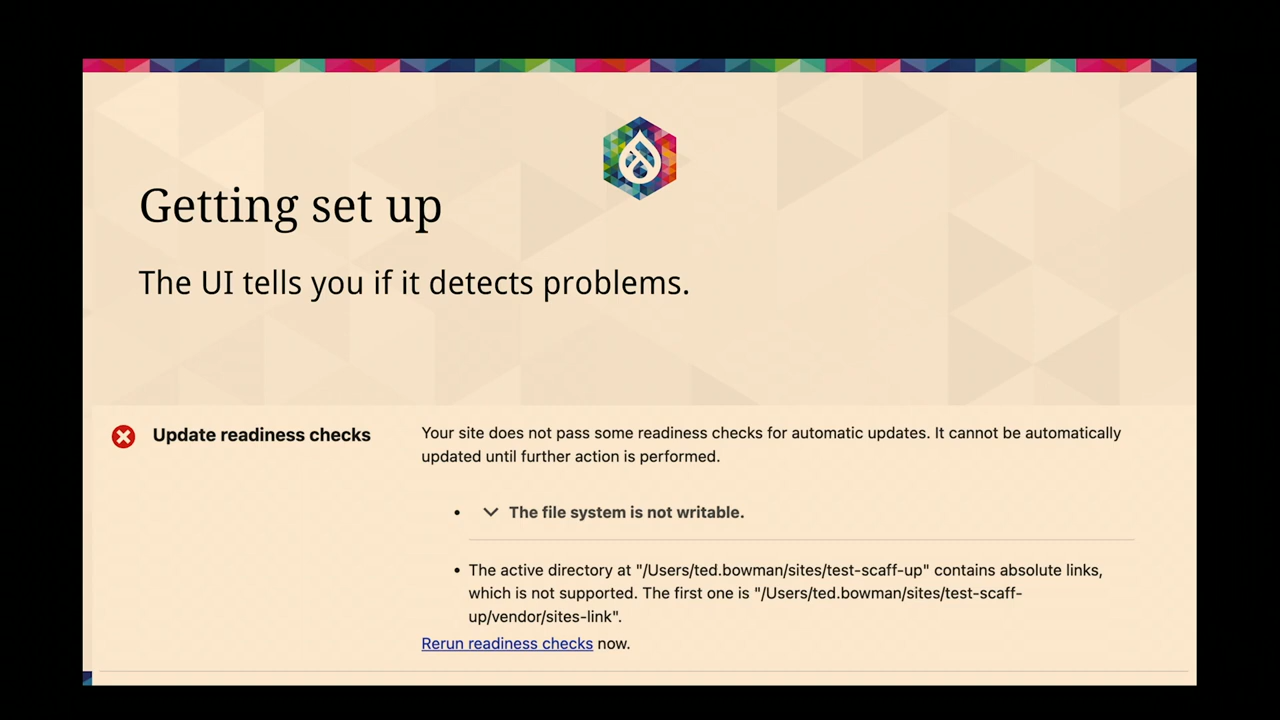 Getting set up
The UI tells you if it detects problems.
Update readiness checks
Your site does not pass some readiness checks for automatic updates. It cannot be automatically
updated until further action is performed.
• The file system is not writable.
• The active directory at "/Users/ted.bowman/sites/test-scaff-up" contains absolute links,
which is not supported. The first one is "/Users/ted.bowman/sites/test-scaff-
up/vendor/sites-link".
Rerun readiness checks now.